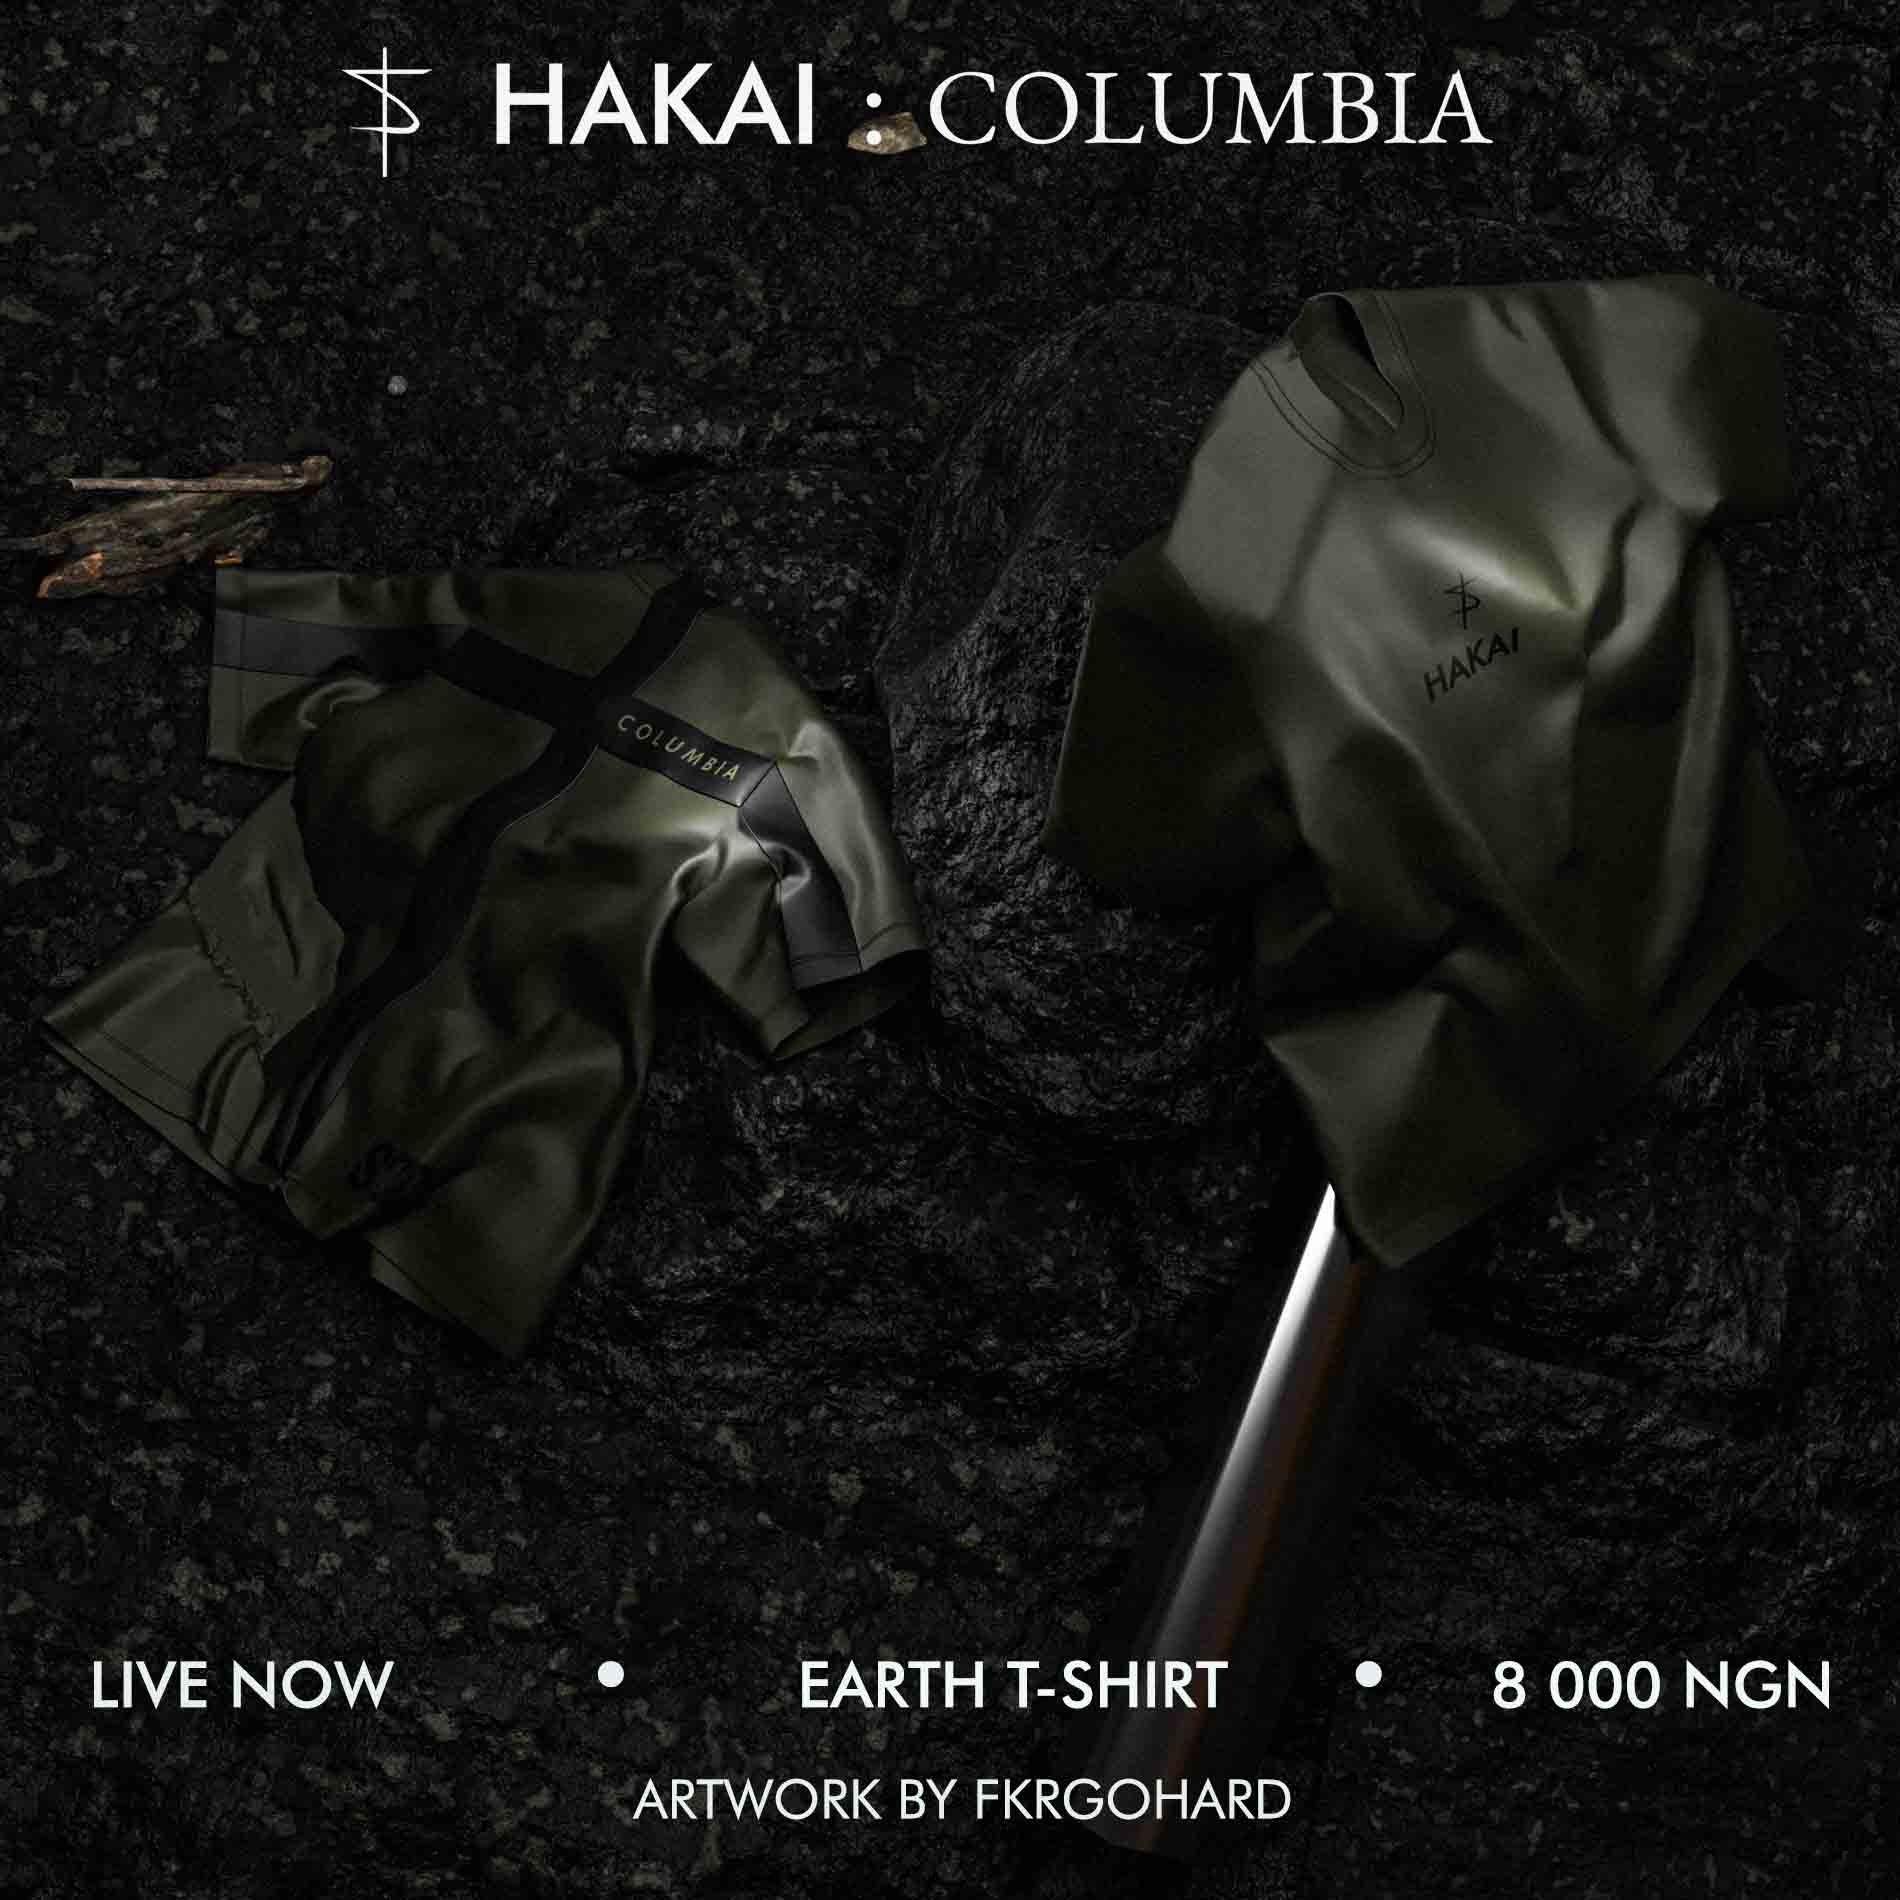 HAKAI : COLUMBIA
COLUMBIA
HAKAI
LIVE NOW • EARTH T-SHIRT • 8 000 NGN
ARTWORK BY FKRGOHARD